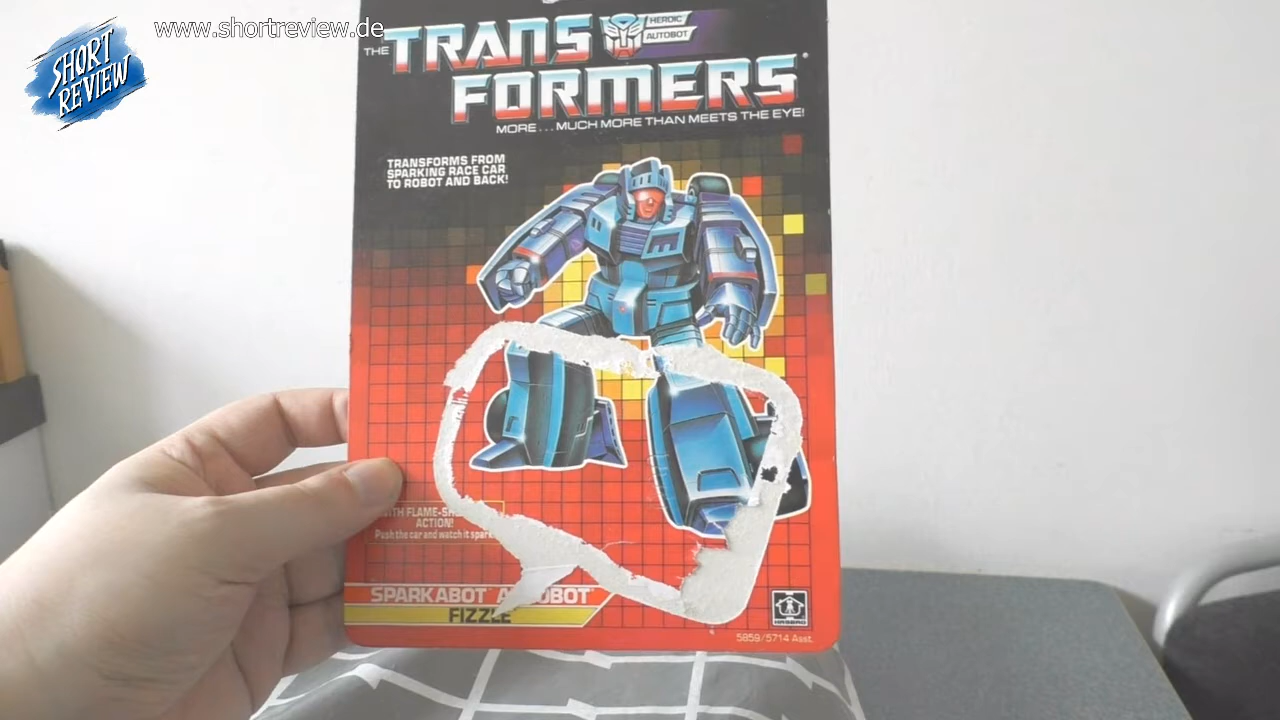 www.shortreview.de
SHORT
REVIEW
THE TRANS
HEROIC
AUTOBOT
FORMERS
MORE...MUCH MORE THAN MEETS THE EYE!
TRANSFORMS FROM
SPARKING RACE CAR
TO ROBOT AND BACK!
ACTION!
Push the car and watch it spark
SPARKABOT
FIZZLE
HASBRO
5859/5714 Asst.